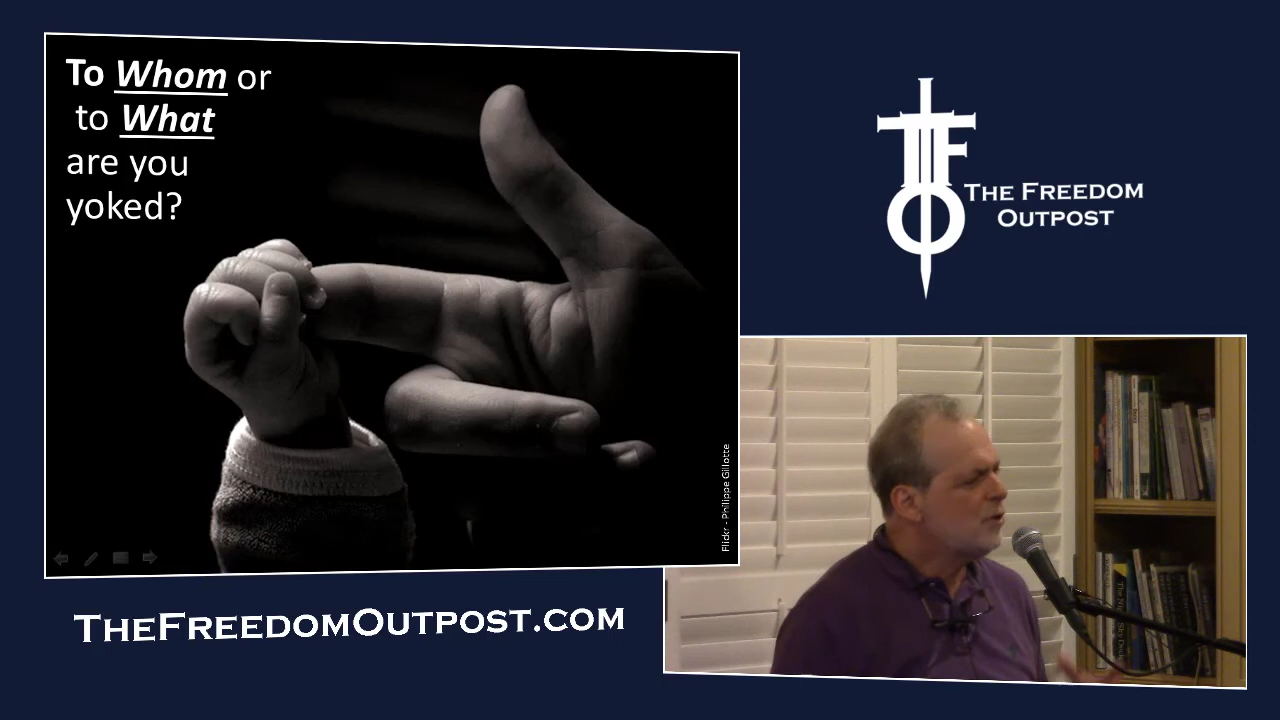 To Whom or
to What
are you
yoked?
Flickr - Philippe Gillotte
The Freedom
Outpost
TheFreedomOutpost.com